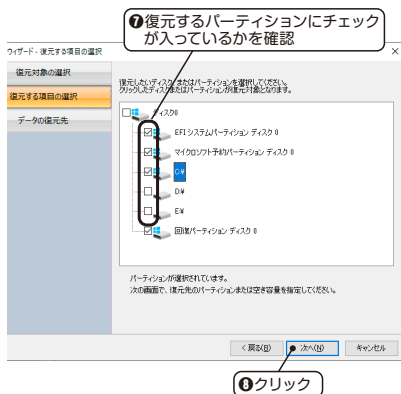 ❼復元するパーティションにチェック
が入っているかを確認
ウィザード - 復元する項目の選択
復元対象の選択
復元する項目の選択
データの復元先
復元したいディスクまたはパーティションを選択してください。
クリックしたディスクまたはパーティションが復元対象となります。
ディスク0
EFI システムパーティション ディスク 0
マイクロソフト予約パーティション ディスク 0
C:¥
D:¥
E:¥
回復パーティション ディスク 0
パーティションが選択されています。
次の画面で、復元先のパーティションまたは空き容量を指定してください。
< 戻る(B)
次へ(N)
キャンセル
❽クリック